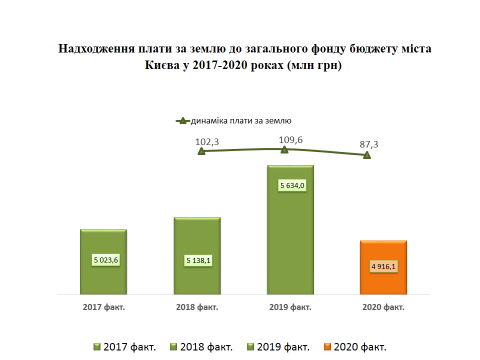 Надходження плати за землю до загального фонду бюджету міста
Києва у 2017-2020 роках (млн грн)
динаміка плати за землю
102,3 109,6 87,3
5 634,0
5 023,6 5 138,1 4 916,1
2017 факт. 2018 факт. 2019 факт. 2020 факт.
2017 факт. 2018 факт. 2019 факт. 2020 факт.